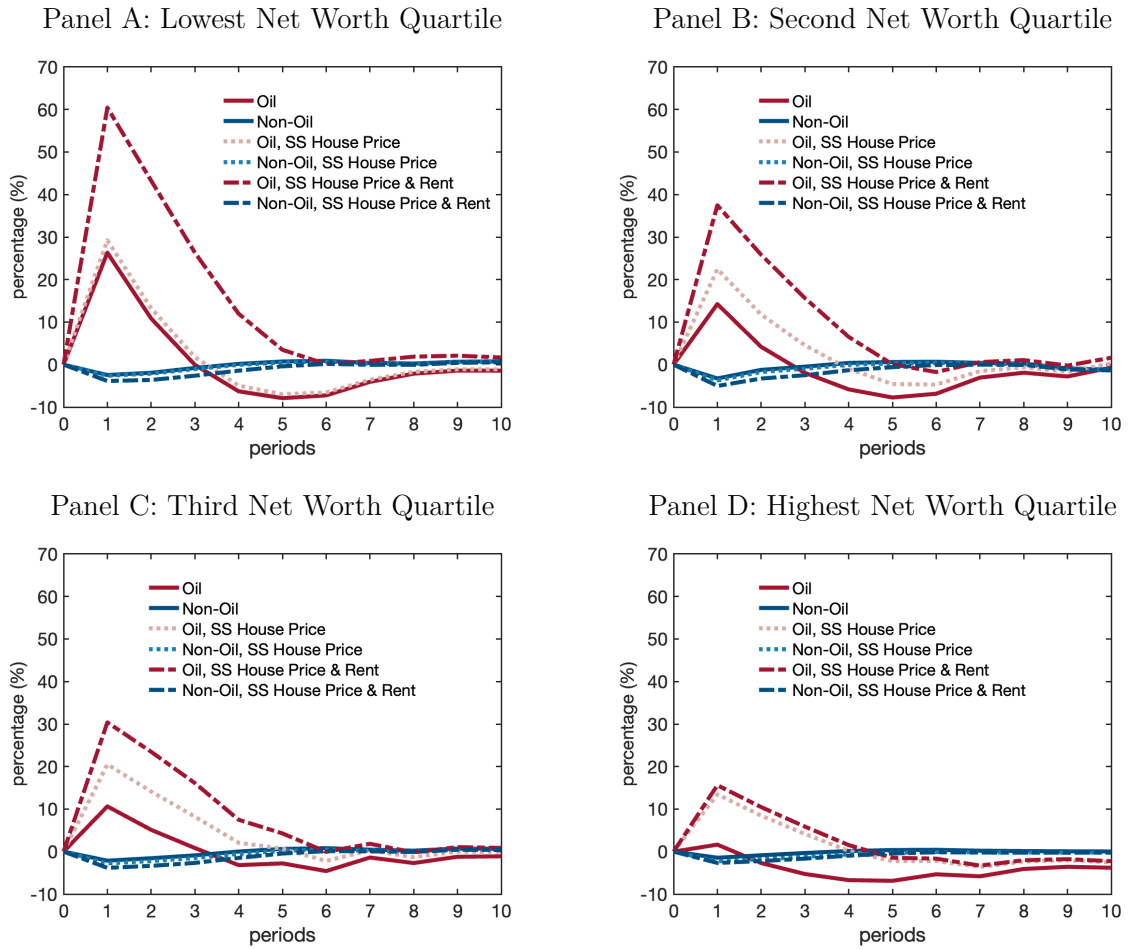 Panel A: Lowest Net Worth Quartile
percentage (%)
70
60
50
40
30
20
10
0
-10
Oil
Non-Oil
Oil, SS House Price
Non-Oil, SS House Price
Oil, SS House Price & Rent
Non-Oil, SS House Price & Rent
0 1 2 3 4 5 6 7 8 9 10
periods
Panel B: Second Net Worth Quartile
percentage (%)
70
60
50
40
30
20
10
0
-10
Oil
Non-Oil
Oil, SS House Price
Non-Oil, SS House Price
Oil, SS House Price & Rent
Non-Oil, SS House Price & Rent
0 1 2 3 4 5 6 7 8 9 10
periods
Panel C: Third Net Worth Quartile
percentage (%)
70
60
50
40
30
20
10
0
-10
Oil
Non-Oil
Oil, SS House Price
Non-Oil, SS House Price
Oil, SS House Price & Rent
Non-Oil, SS House Price & Rent
0 1 2 3 4 5 6 7 8 9 10
periods
Panel D: Highest Net Worth Quartile
percentage (%)
70
60
50
40
30
20
10
0
-10
Oil
Non-Oil
Oil, SS House Price
Non-Oil, SS House Price
Oil, SS House Price & Rent
Non-Oil, SS House Price & Rent
0 1 2 3 4 5 6 7 8 9 10
periods